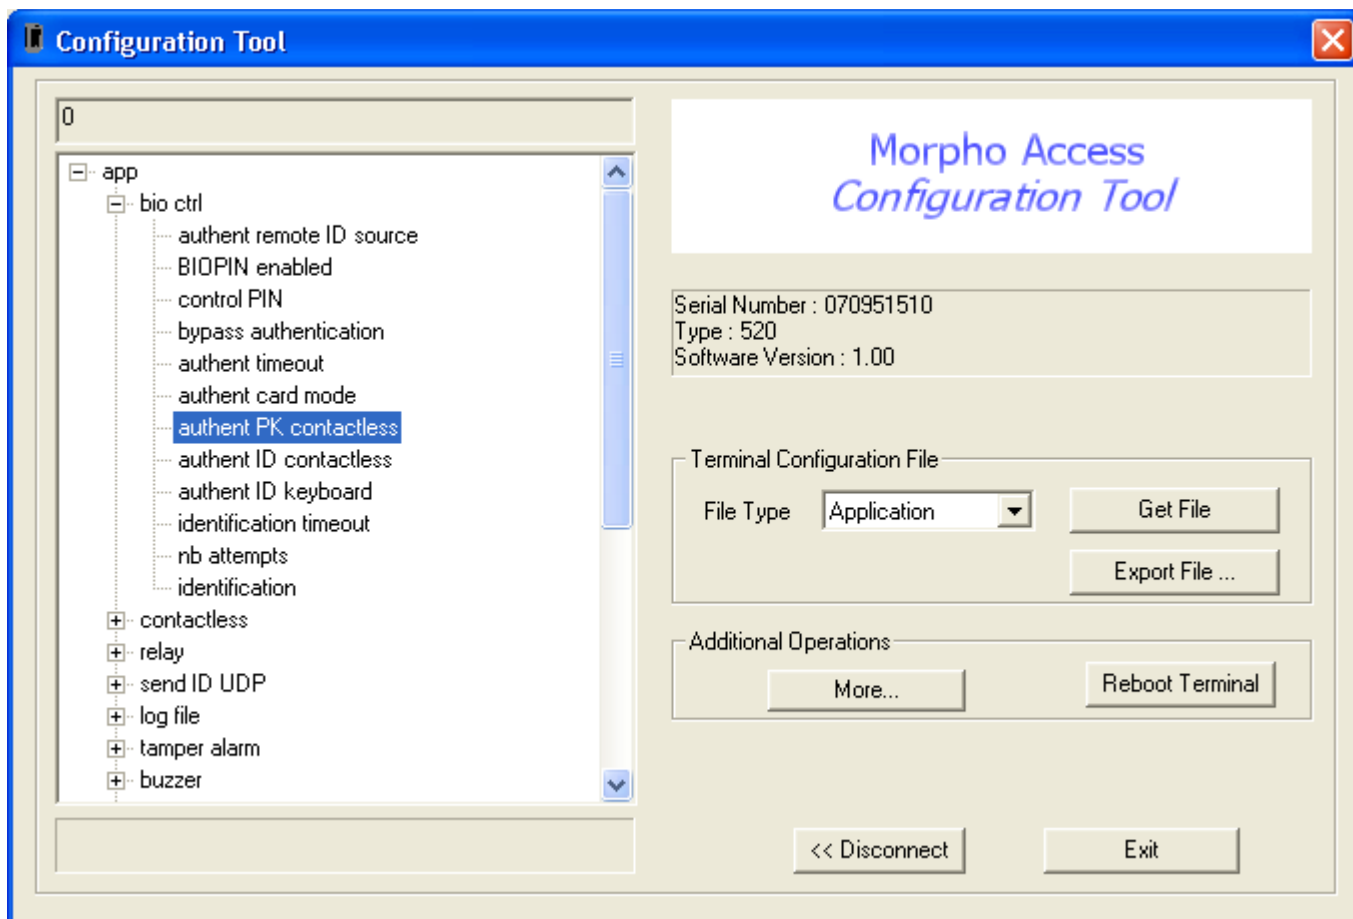 Configuration Tool
0
app
bio ctrl
authent remote ID source
BIOPIN enabled
control PIN
bypass authentication
authent timeout
authent card mode
authent PK contactless
authent ID contactless
authent ID keyboard
identification timeout
nb attempts
identification
contactless
relay
send ID UDP
log file
tamper alarm
buzzer
Morpho Access
Configuration Tool
Serial Number : 070951510
Type : 520
Software Version : 1.00
Terminal Configuration File
File Type Application Get File
Export File ...
Additional Operations
More... Reboot Terminal
<< Disconnect Exit